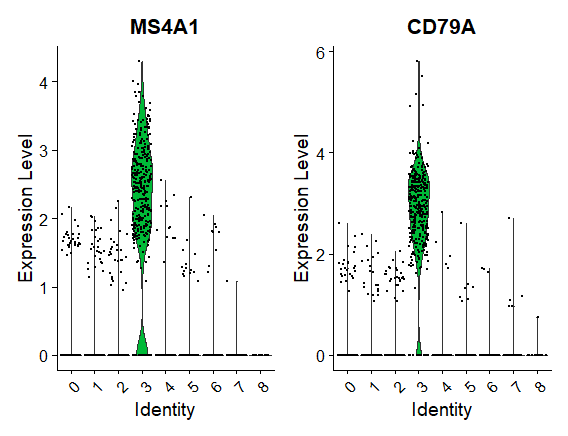 MS4A1
Expression Level
4
3
2
1
0
0 1 2 3 4 5 6 7 8
Identity
CD79A
Expression Level
6
4
2
0
0 1 2 3 4 5 6 7 8
Identity